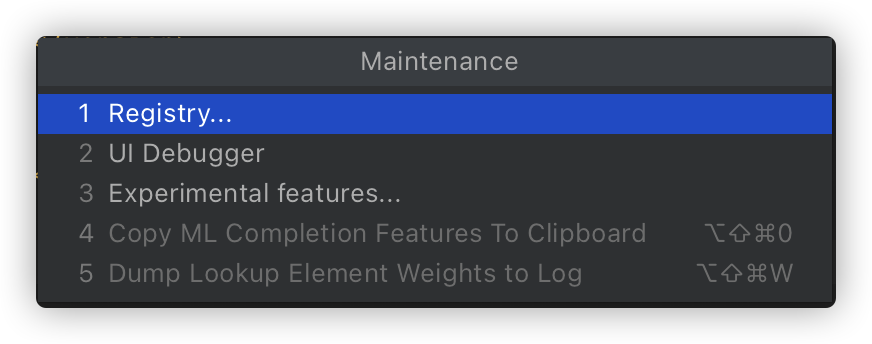 Maintenance
1 Registry...
2 UI Debugger
3 Experimental features...
4 Copy ML Completion Features To Clipboard ⌥⇧⌘0
5 Dump Lookup Element Weights to Log ⌥⇧⌘W